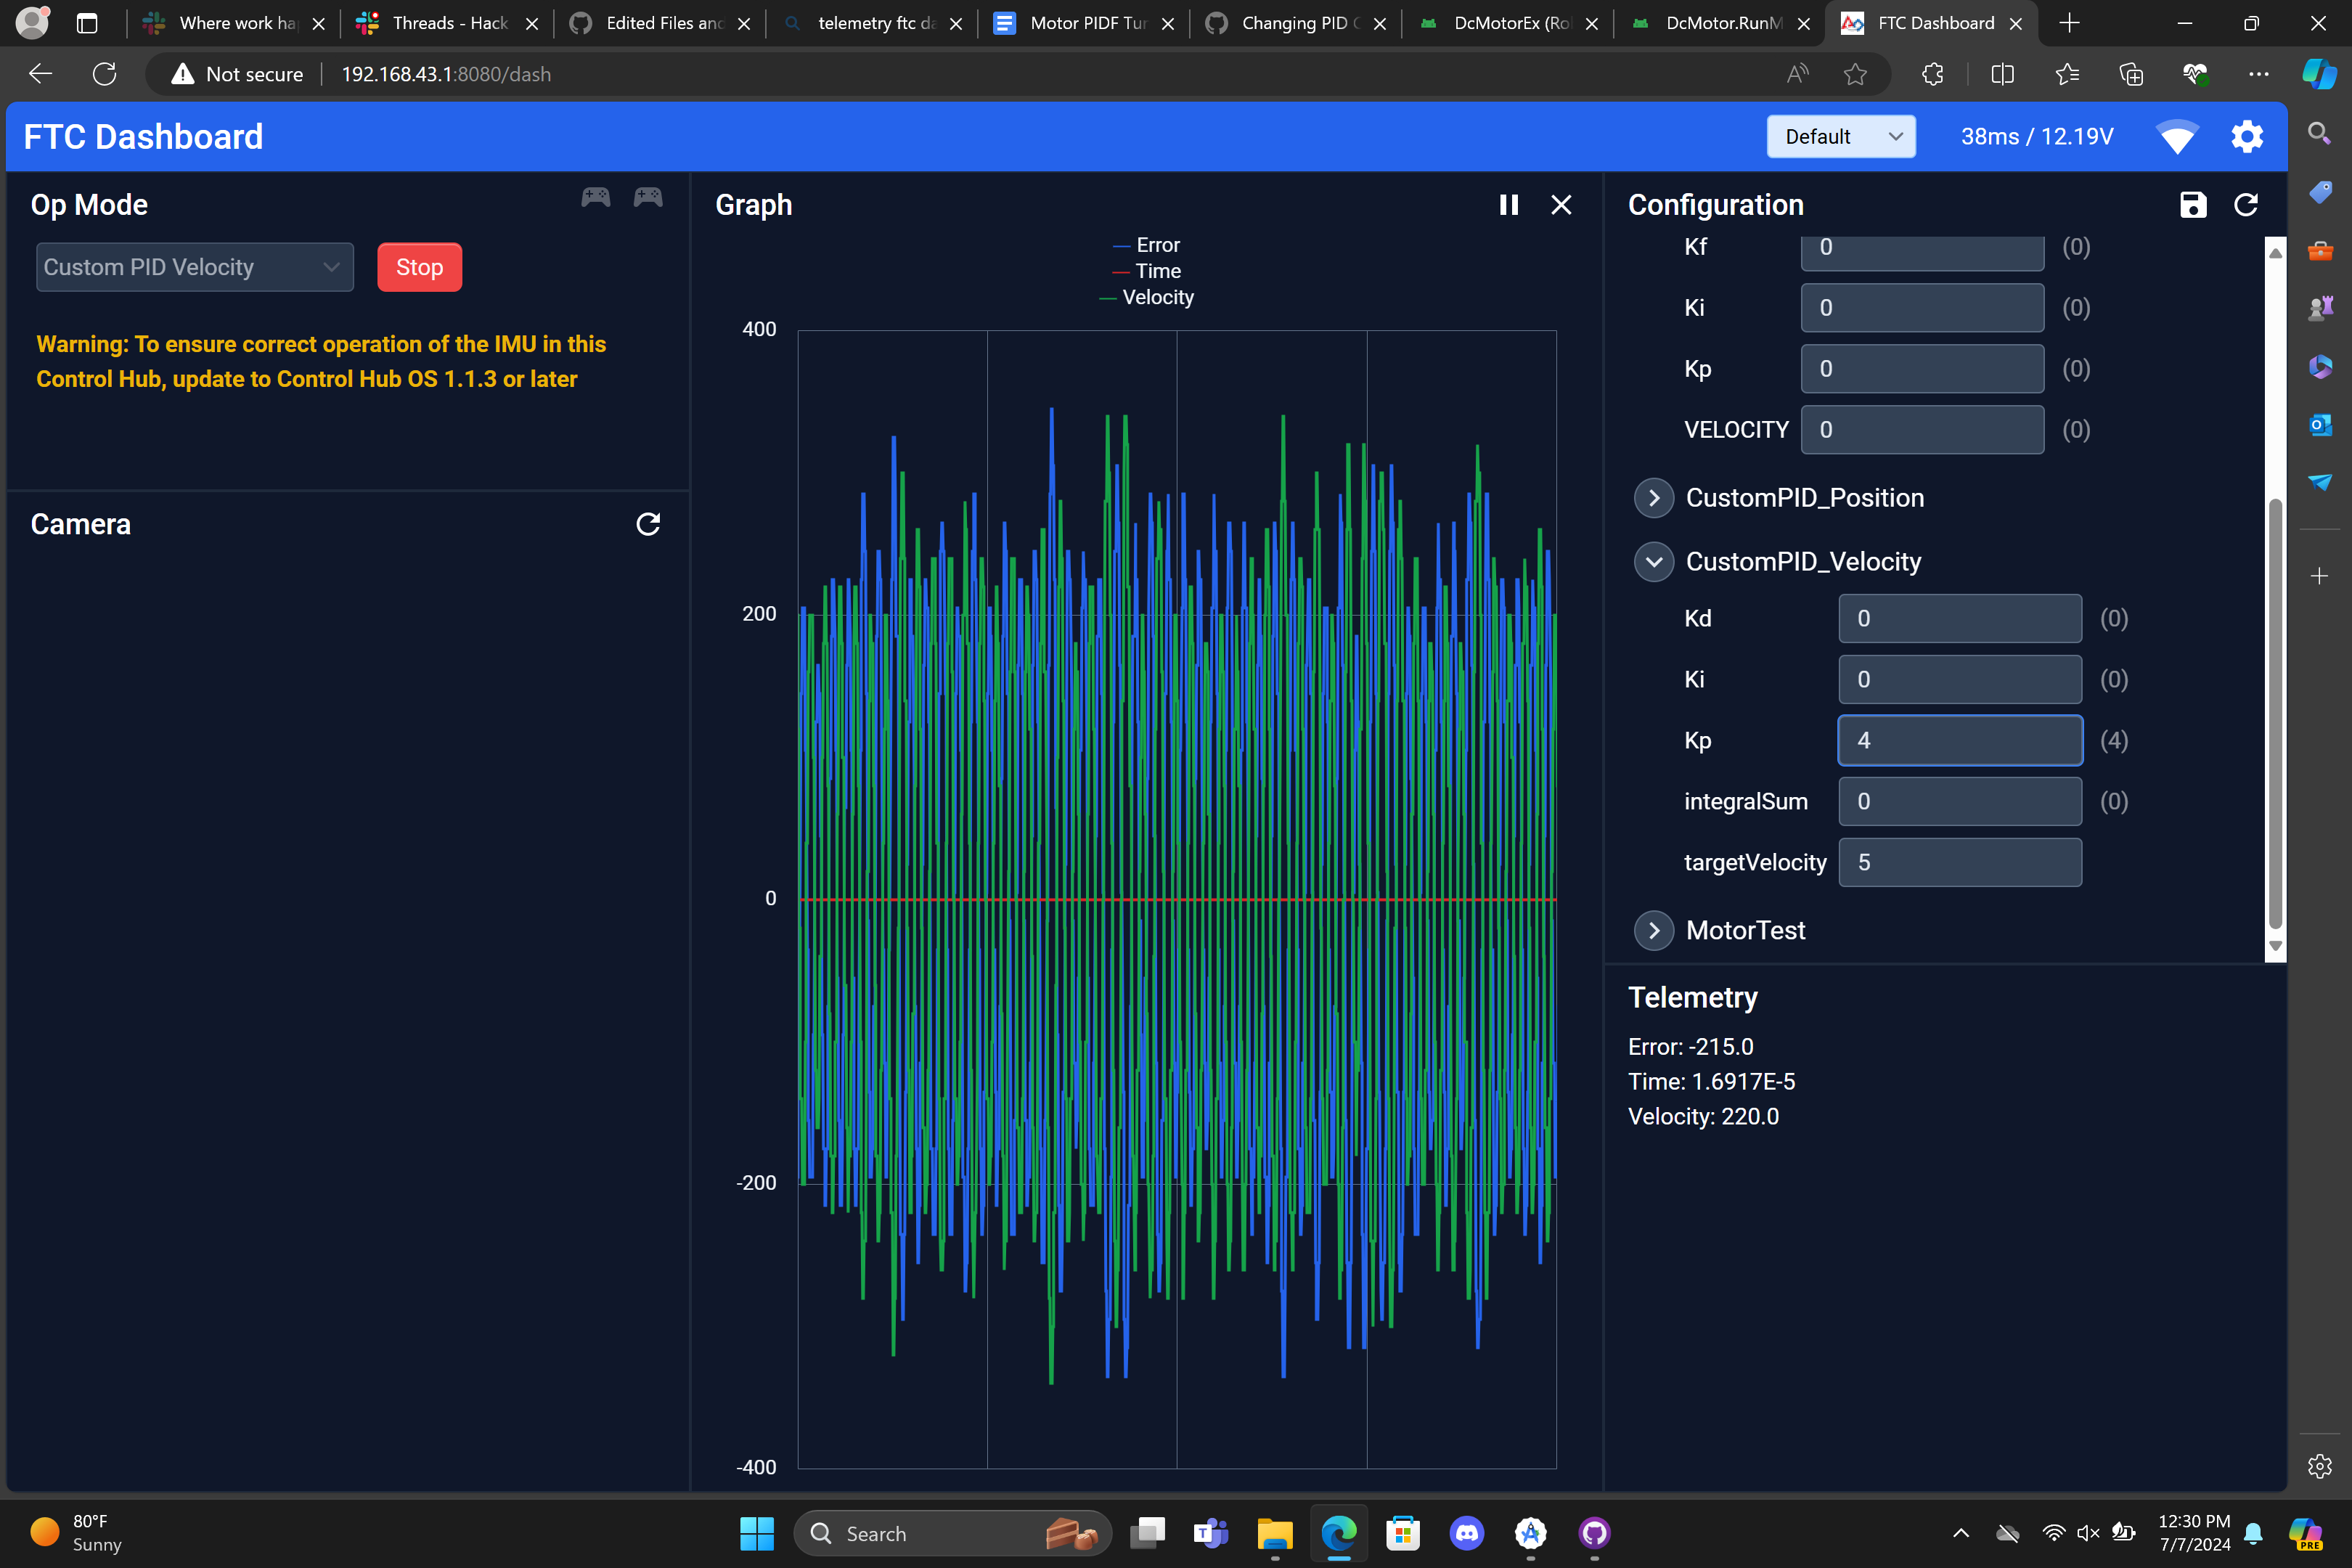 Where work ha
Threads - Hack
Edited Files and
telemetry ftc da
Motor PIDF Tun
Changing PID C
DcMotorEx (Rob
DcMotor.RunM
FTC Dashboard
Not secure
192.168.43.1:8080/dash
FTC Dashboard
Default
38ms / 12.19V
Op Mode
Custom PID Velocity
Stop
Warning: To ensure correct operation of the IMU in this
Control Hub, update to Control Hub OS 1.1.3 or later
Camera
Graph
Error
Time
Velocity
400
200
0
-200
-400
Configuration
Kf 0 (0)
Ki 0 (0)
Kp 0 (0)
VELOCITY 0 (0)
CustomPID_Position
CustomPID_Velocity
Kd 0 (0)
Ki 0 (0)
Kp 4 (4)
integralSum 0 (0)
targetVelocity 5
MotorTest
Telemetry
Error: -215.0
Time: 1.6917E-5
Velocity: 220.0
80°F
Sunny
Search
12:30 PM
7/7/2024
PRE